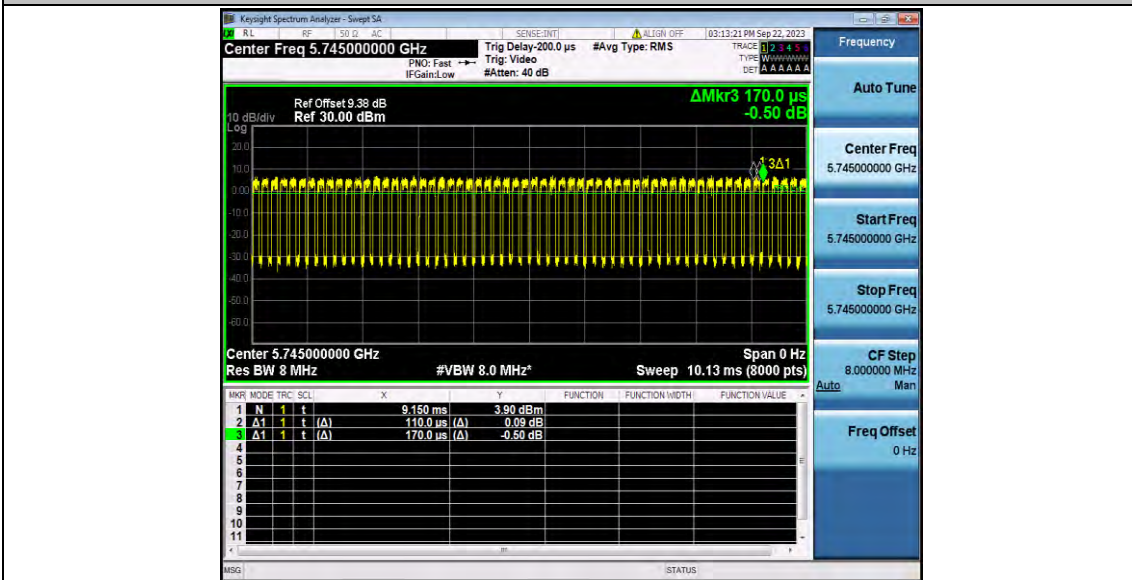 Keysight Spectrum Analyzer - Swept SA
RL RF 50 Ω AC SENSE:INT ALIGN OFF 03:13:21 PM Sep 22, 2023
Center Freq 5.745000000 GHz
PNO: Fast
IFGain:Low
Trig Delay-200.0 µs
Trig: Video
#Atten: 40 dB
#Avg Type: RMS
TRACE 1 2 3 4 5 6
TYPE
DET A A A A A A
Frequency
ΔMkr3 170.0 µs
-0.50 dB
Ref Offset 9.38 dB
10 dB/div Ref 30.00 dBm
Log
20.0
10.0
0.00
-10.0
-20.0
-30.0
-40.0
-50.0
-60.0
3Δ1
Center 5.745000000 GHz Span 0 Hz
Res BW 8 MHz #VBW 8.0 MHz* Sweep 10.13 ms (8000 pts)
MKR MODE TRC SCL X Y FUNCTION FUNCTION WIDTH FUNCTION VALUE
1 N 1 t 9.150 ms 3.90 dBm
2 Δ1 1 t (Δ) 110.0 µs (Δ) 0.09 dB
3 Δ1 1 t (Δ) 170.0 µs (Δ) -0.50 dB
4
5
6
7
8
9
10
11
MSG STATUS
Auto Tune
Center Freq
5.745000000 GHz
Start Freq
5.745000000 GHz
Stop Freq
5.745000000 GHz
CF Step
8.000000 MHz
Auto Man
Freq Offset
0 Hz